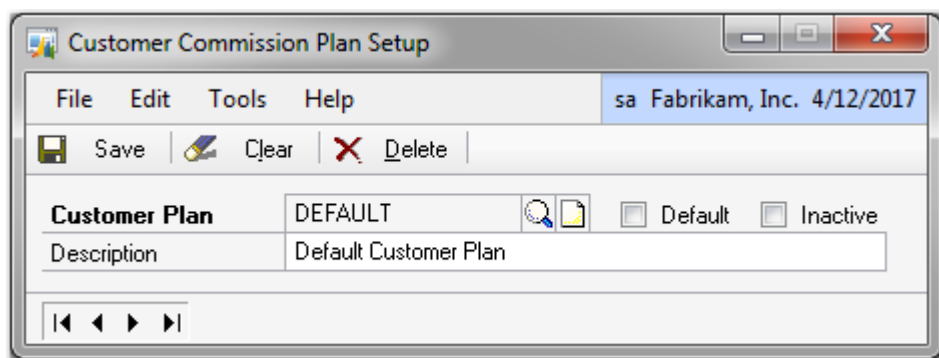 Customer Commission Plan Setup
File Edit Tools Help sa Fabrikam, Inc. 4/12/2017
Save Clear Delete
Customer Plan DEFAULT Default Inactive
Description Default Customer Plan